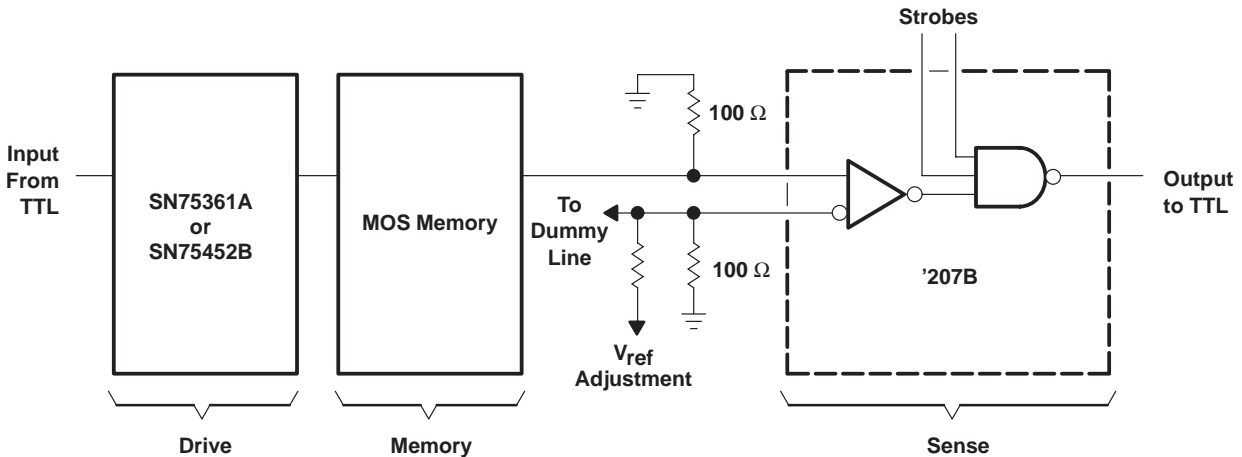 Strobes
100 Ω
Input
From
TTL
SN75361A
or
SN75452B
MOS Memory
To
Dummy
Line
100 Ω
’207B
Output
to TTL
Vref
Adjustment
Drive
Memory
Sense